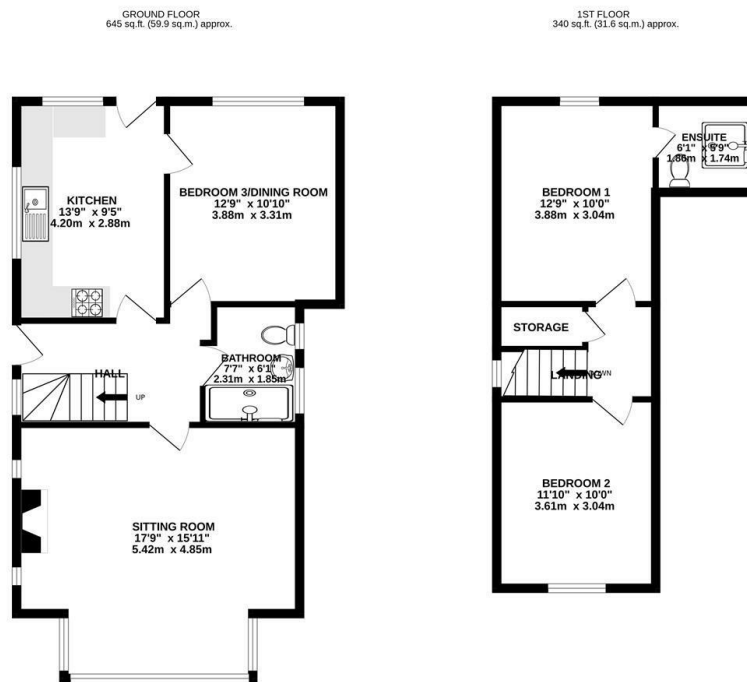 GROUND FLOOR
645 sq.ft. (59.9 sq.m.) approx.
1ST FLOOR
340 sq.ft. (31.6 sq.m.) approx.
KITCHEN
13'9" x 9'5"
4.20m x 2.88m
BEDROOM 3/DINING ROOM
12'9" x 10'10"
3.88m x 3.31m
HALL
UP
BATHROOM
7'7" x 6'1"
2.31m x 1.85m
SITTING ROOM
17'9" x 15'11"
5.42m x 4.85m
BEDROOM 1
12'9" x 10'0"
3.88m x 3.04m
ENSUITE
6'1" x 5'9"
1.86m x 1.74m
STORAGE
LANDING
DOWN
BEDROOM 2
11'10" x 10'0"
3.61m x 3.04m